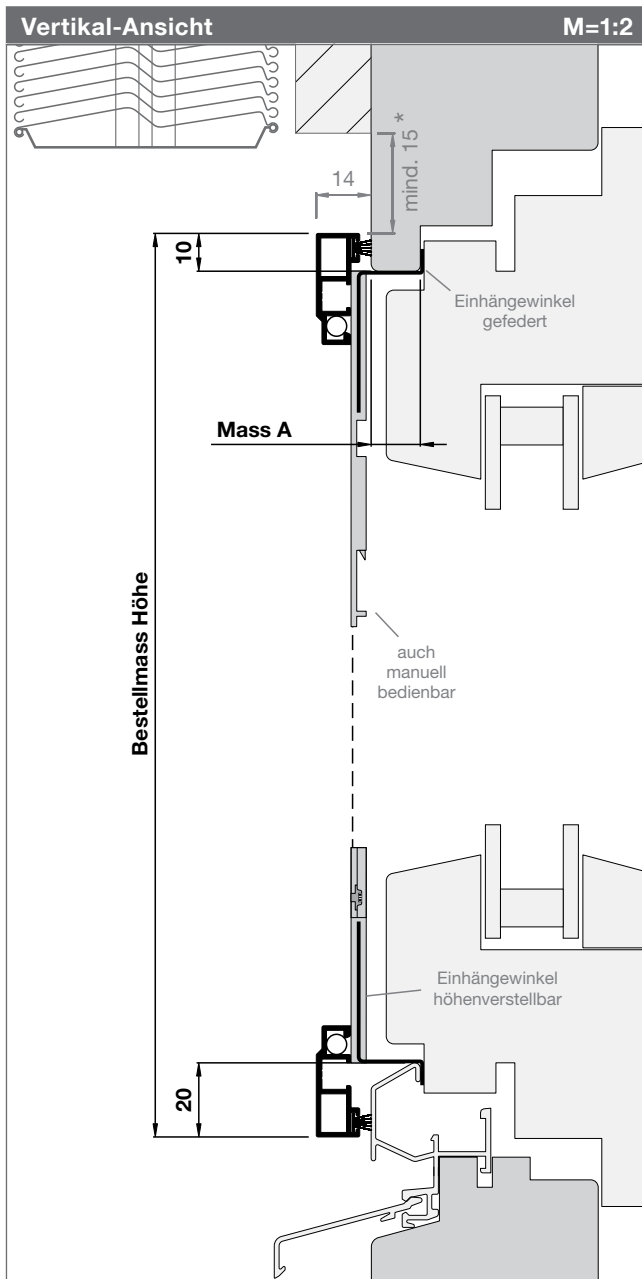 Vertikal-Ansicht M=1:2
mind. 15 *
14
10
Einhängewinkel
gefedert
Mass A
Bestellmass Höhe
auch
manuell
bedienbar
Einhängewinkel
höhenverstellbar
20